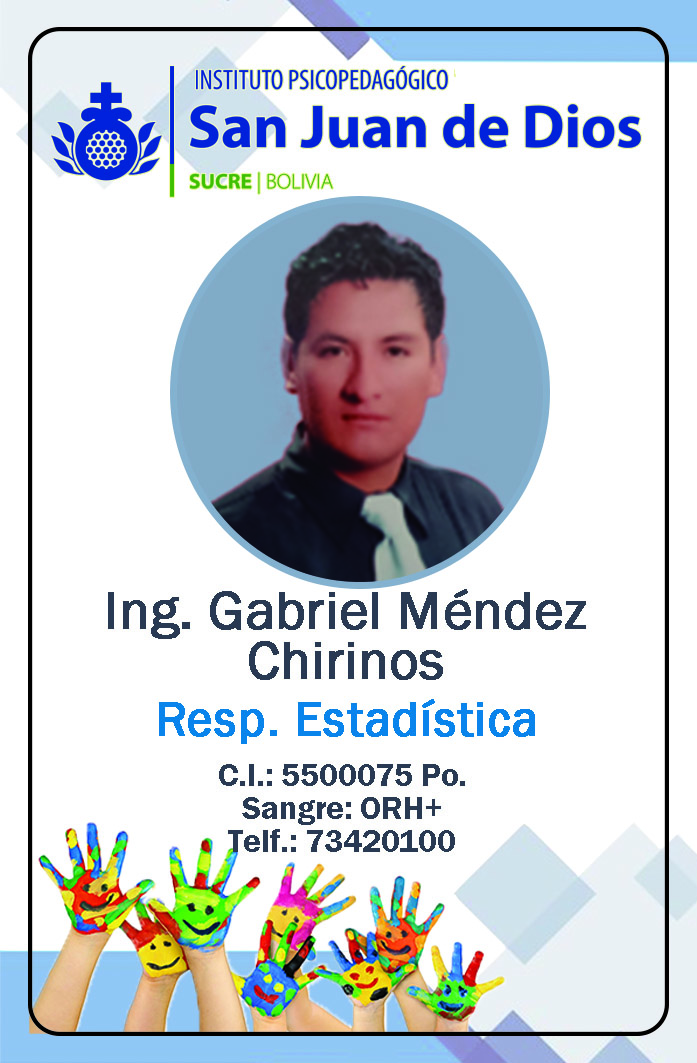 INSTITUTO PSICOPEDAGÓGICO
San Juan de Dios
SUCRE | BOLIVIA
Ing. Gabriel Méndez
Chirinos
Resp. Estadística
C.I.: 5500075 Po.
Sangre: ORH+
Telf.: 73420100